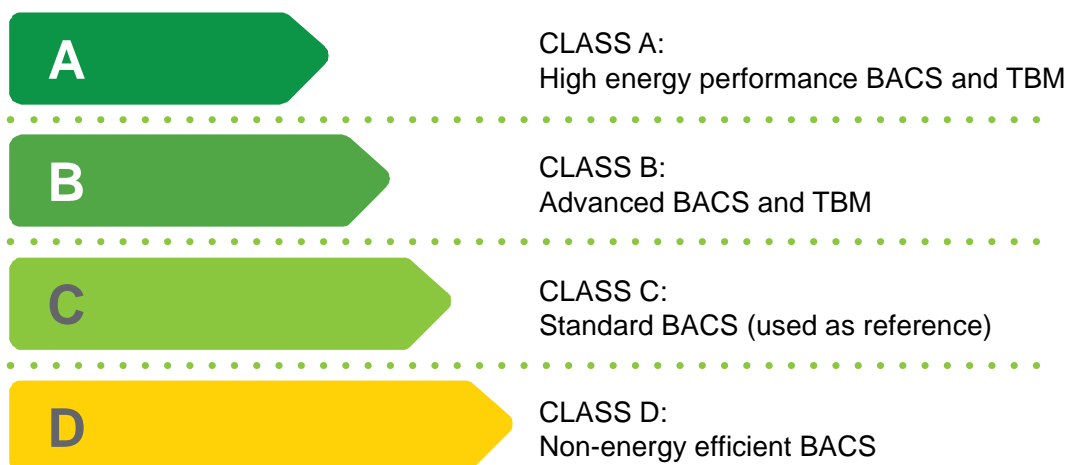 A
CLASS A:
High energy performance BACS and TBM
B
CLASS B:
Advanced BACS and TBM
C
CLASS C:
Standard BACS (used as reference)
D
CLASS D:
Non-energy efficient BACS